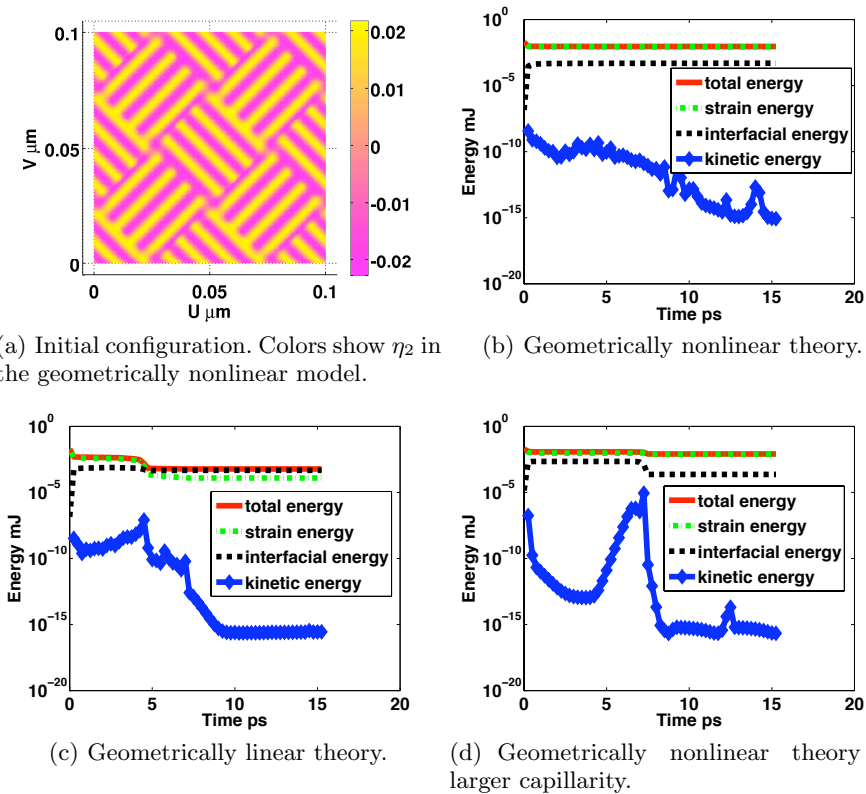 0.1
0.05
0
V μm
0
0.05
0.1
U μm
0.02
0.01
0
-0.01
-0.02
(a) Initial configuration. Colors show η2 in
the geometrically nonlinear model.
10^0
10^−5
10^−10
10^−15
10^−20
Energy mJ
total energy
strain energy
interfacial energy
kinetic energy
0
5
10
15
20
Time ps
(b) Geometrically nonlinear theory.
10^0
10^−5
10^−10
10^−15
10^−20
Energy mJ
total energy
strain energy
interfacial energy
kinetic energy
0
5
10
15
20
Time ps
(c) Geometrically linear theory.
10^0
10^−5
10^−10
10^−15
10^−20
Energy mJ
total energy
strain energy
interfacial energy
kinetic energy
0
5
10
15
20
Time ps
(d) Geometrically nonlinear theory
larger capillarity.